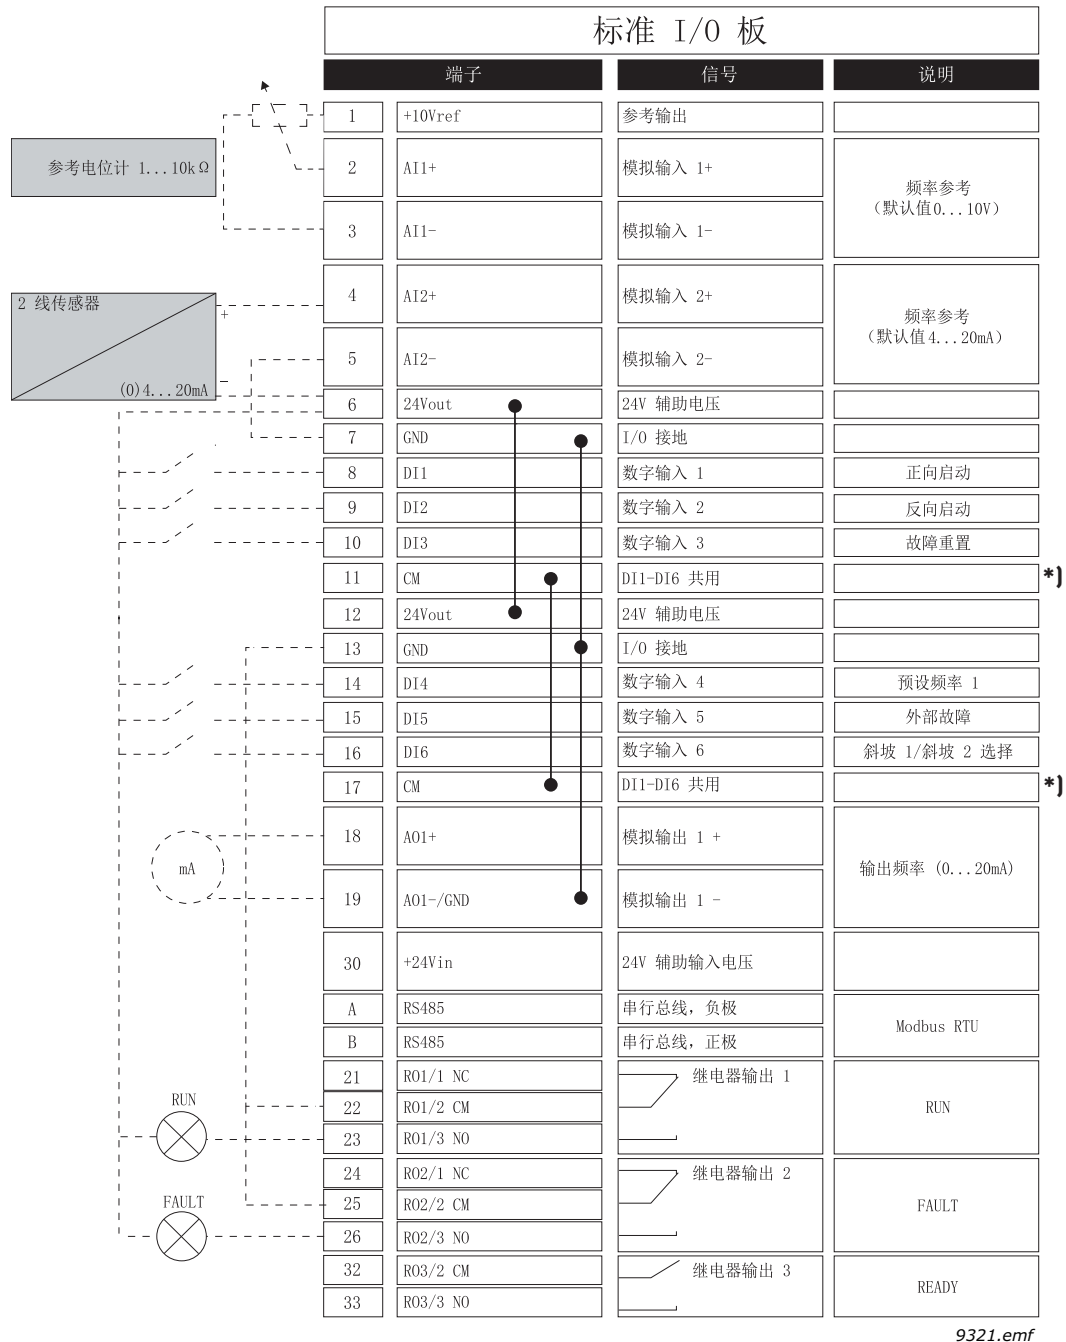 标准 I/O 板
端子 信号 说明
1 +10Vref 参考输出
参考电位计 1...10kΩ
2 AI1+ 模拟输入 1+
频率参考
（默认值0...10V）
3 AI1- 模拟输入 1-
2 线传感器
+
4 AI2+ 模拟输入 2+
频率参考
（默认值4...20mA）
5 AI2- 模拟输入 2-
−
(0)4...20mA
6 24Vout 24V 辅助电压
7 GND I/O 接地
8 DI1 数字输入 1 正向启动
9 DI2 数字输入 2 反向启动
10 DI3 数字输入 3 故障重置
11 CM DI1-DI6 共用 *)
12 24Vout 24V 辅助电压
13 GND I/O 接地
14 DI4 数字输入 4 预设频率 1
15 DI5 数字输入 5 外部故障
16 DI6 数字输入 6 斜坡 1/斜坡 2 选择
17 CM DI1-DI6 共用 *)
18 AO1+ 模拟输出 1 +
mA
输出频率 (0...20mA)
19 AO1-/GND 模拟输出 1 -
30 +24Vin 24V 辅助输入电压
A RS485 串行总线，负极
Modbus RTU
B RS485 串行总线，正极
21 RO1/1 NC 继电器输出 1
RUN
22 RO1/2 CM RUN
23 RO1/3 NO
24 RO2/1 NC 继电器输出 2
FAULT
25 RO2/2 CM FAULT
26 RO2/3 NO
32 RO3/2 CM 继电器输出 3
READY
33 RO3/3 NO
9321.emf